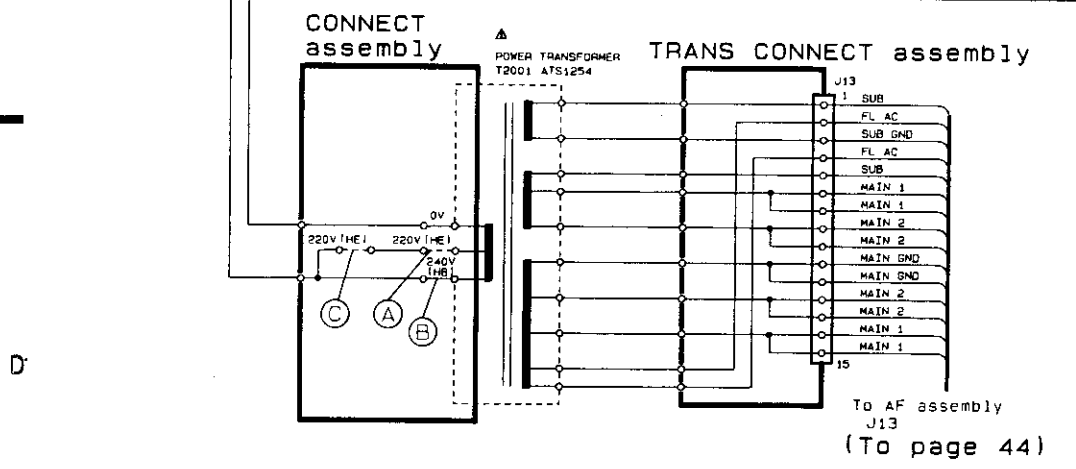 CONNECT
assembly
POWER TRANSFORMER
T2001 ATS1254
TRANS CONNECT assembly
J13
1
SUB
FL AC
SUB GND
FL AC
SUB
MAIN 1
MAIN 1
MAIN 2
MAIN 2
MAIN GND
MAIN GND
MAIN 2
MAIN 2
MAIN 1
MAIN 1
15
0V
220V (HE)
220V (HE)
240V
(HB)
C
A
B
D
To AF assembly
J13
(To page 44)